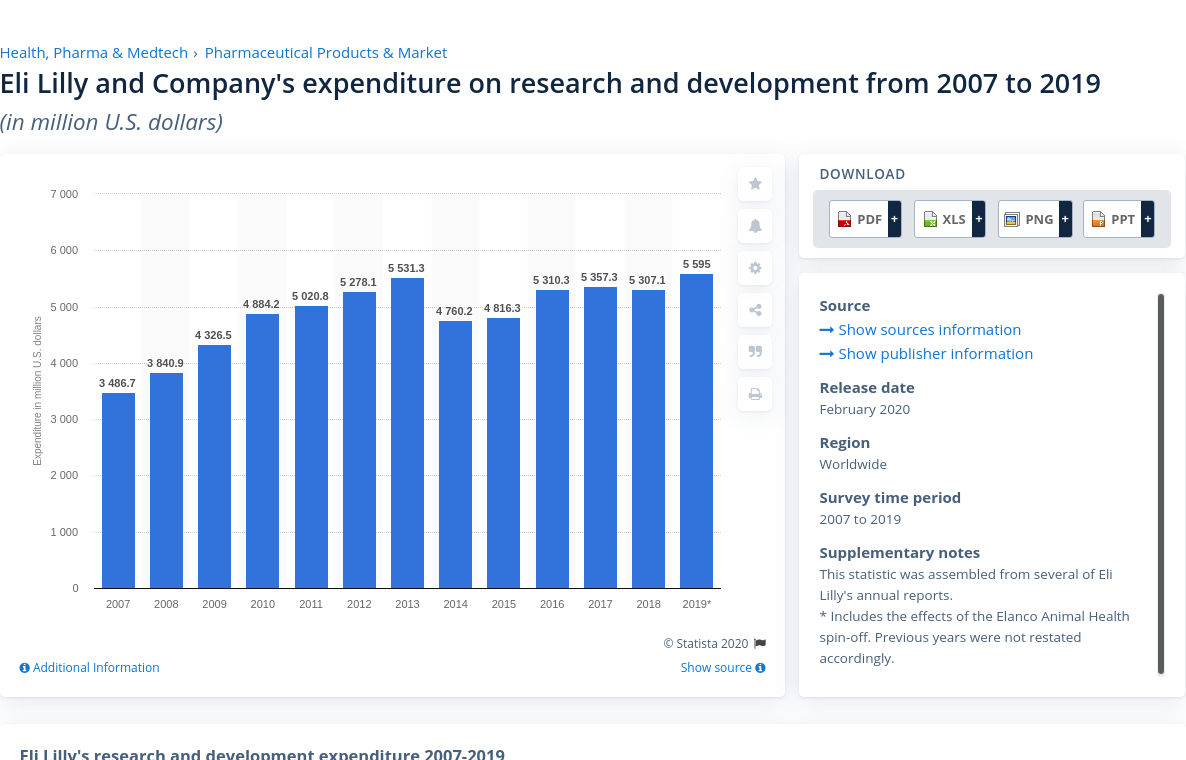 Health, Pharma & Medtech › Pharmaceutical Products & Market
Eli Lilly and Company's expenditure on research and development from 2007 to 2019
(in million U.S. dollars)
7 000
6 000
5 000
4 000
3 000
2 000
1 000
0
Expenditure in million U.S. dollars
3 486.7
3 840.9
4 326.5
4 884.2
5 020.8
5 278.1
5 531.3
4 760.2
4 816.3
5 310.3
5 357.3
5 307.1
5 595
2007 2008 2009 2010 2011 2012 2013 2014 2015 2016 2017 2018 2019*
© Statista 2020
Additional Information
Show source
DOWNLOAD
PDF + XLS + PNG + PPT +
Source
Show sources information
Show publisher information
Release date
February 2020
Region
Worldwide
Survey time period
2007 to 2019
Supplementary notes
This statistic was assembled from several of Eli
Lilly's annual reports.
* Includes the effects of the Elanco Animal Health
spin-off. Previous years were not restated
accordingly.
Eli Lilly's research and development expenditure 2007-2019